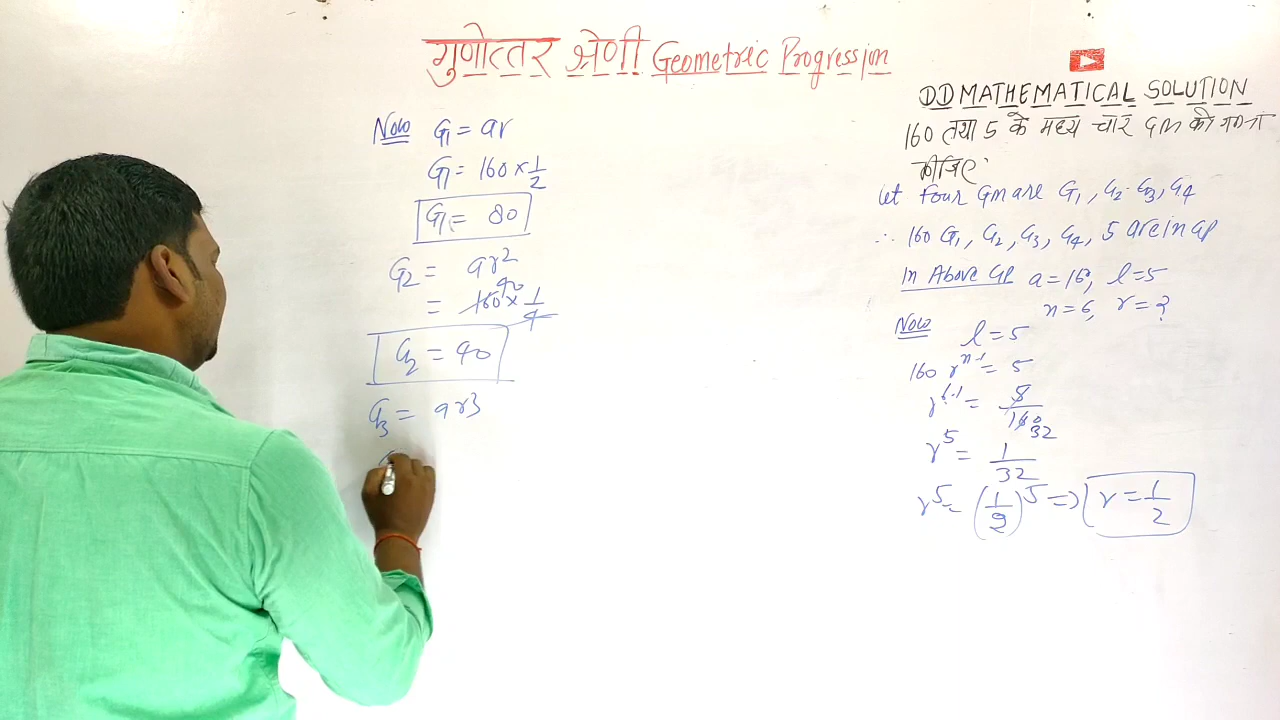 गुणोत्तर श्रेणी Geometric Progression
DD MATHEMATICAL SOLUTION
160 तथा 5 के मध्य चार GM की गणना
कीजिए
Let Four GM are G1, G2, G3, G4
∴ 160 G1, G2, G3, G4, 5 are in GP
In Above GP a = 160, l = 5
n = 6, r = ?
Now l = 5
160 r^n-1 = 5
r^6-1 = 5/160 32
r^5 = 1/32
r^5 = (1/2)^5 => r = 1/2
Now G1 = ar
G1 = 160 × 1/2
G1 = 80
G2 = ar^2
= 160 × 1/4 40
G2 = 40
G3 = ar3